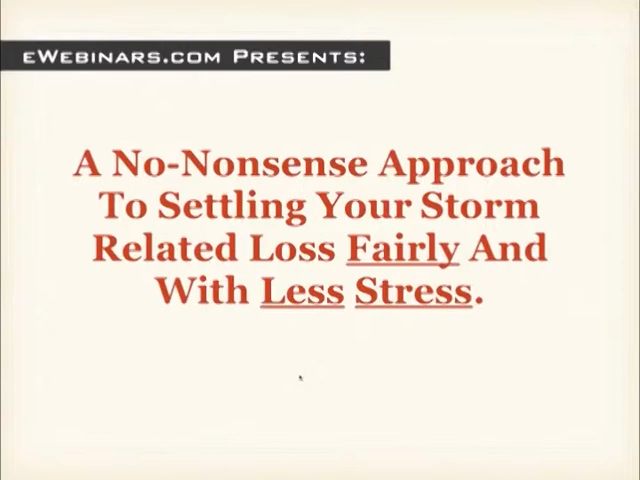 eWebinars.com Presents:
A No-Nonsense Approach
To Settling Your Storm
Related Loss Fairly And
With Less Stress.